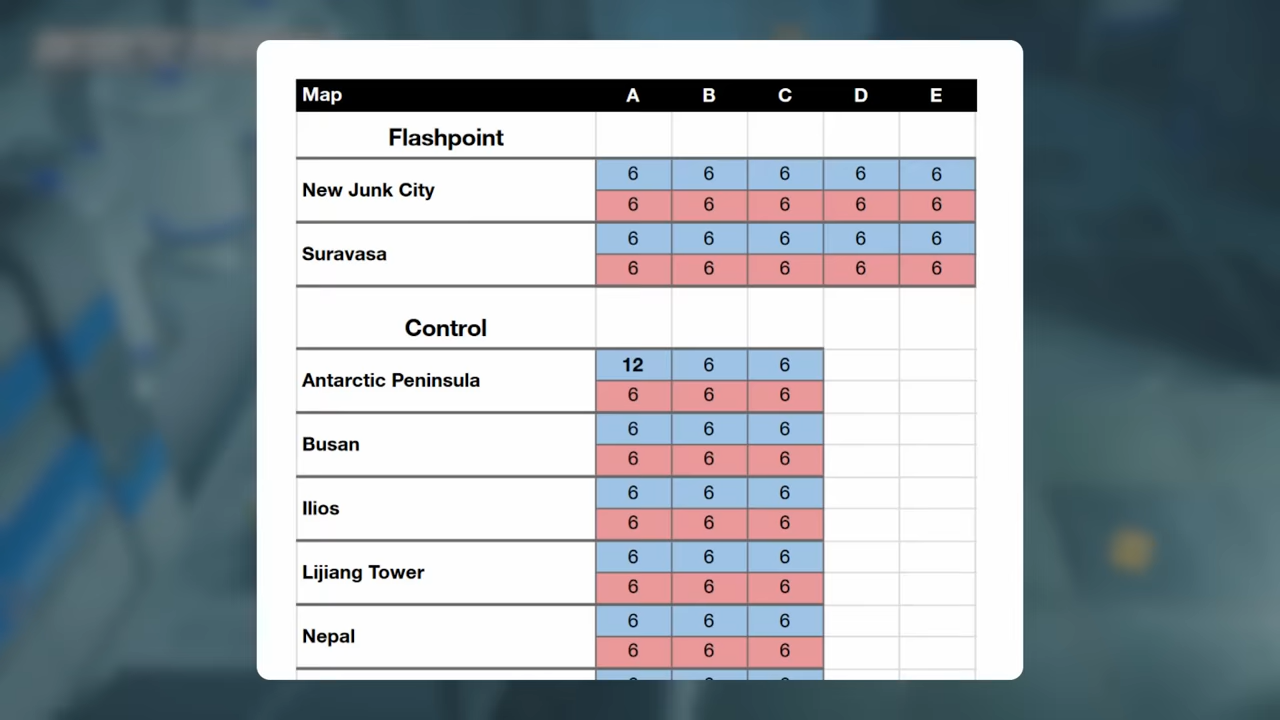 Map A B C D E
Flashpoint
New Junk City
6 6 6 6 6
6 6 6 6 6
Suravasa
6 6 6 6 6
6 6 6 6 6
Control
Antarctic Peninsula
12 6 6
6 6 6
Busan
6 6 6
6 6 6
Ilios
6 6 6
6 6 6
Lijiang Tower
6 6 6
6 6 6
Nepal
6 6 6
6 6 6